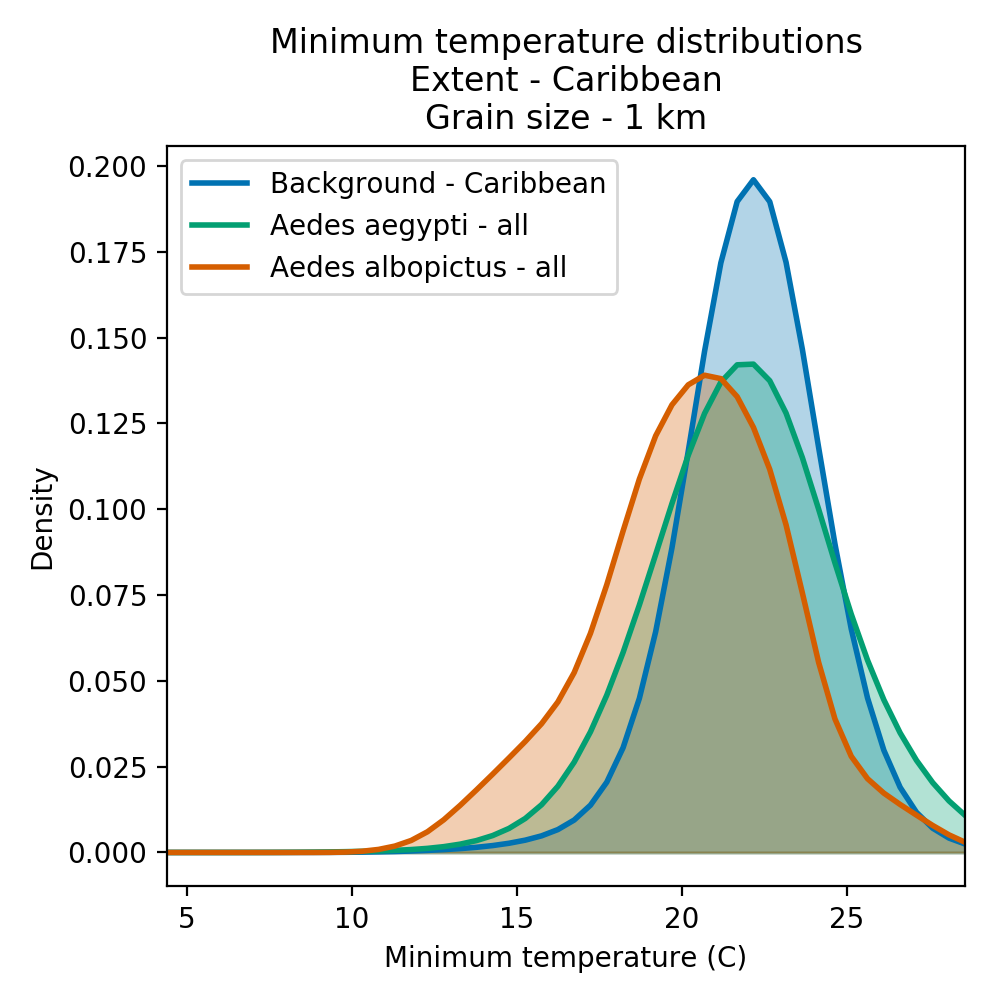 Minimum temperature distributions
Extent - Caribbean
Grain size - 1 km
Background - Caribbean
Aedes aegypti - all
Aedes albopictus - all
0.200
0.175
0.150
0.125
0.100
0.075
0.050
0.025
0.000
Density
5 10 15 20 25
Minimum temperature (C)